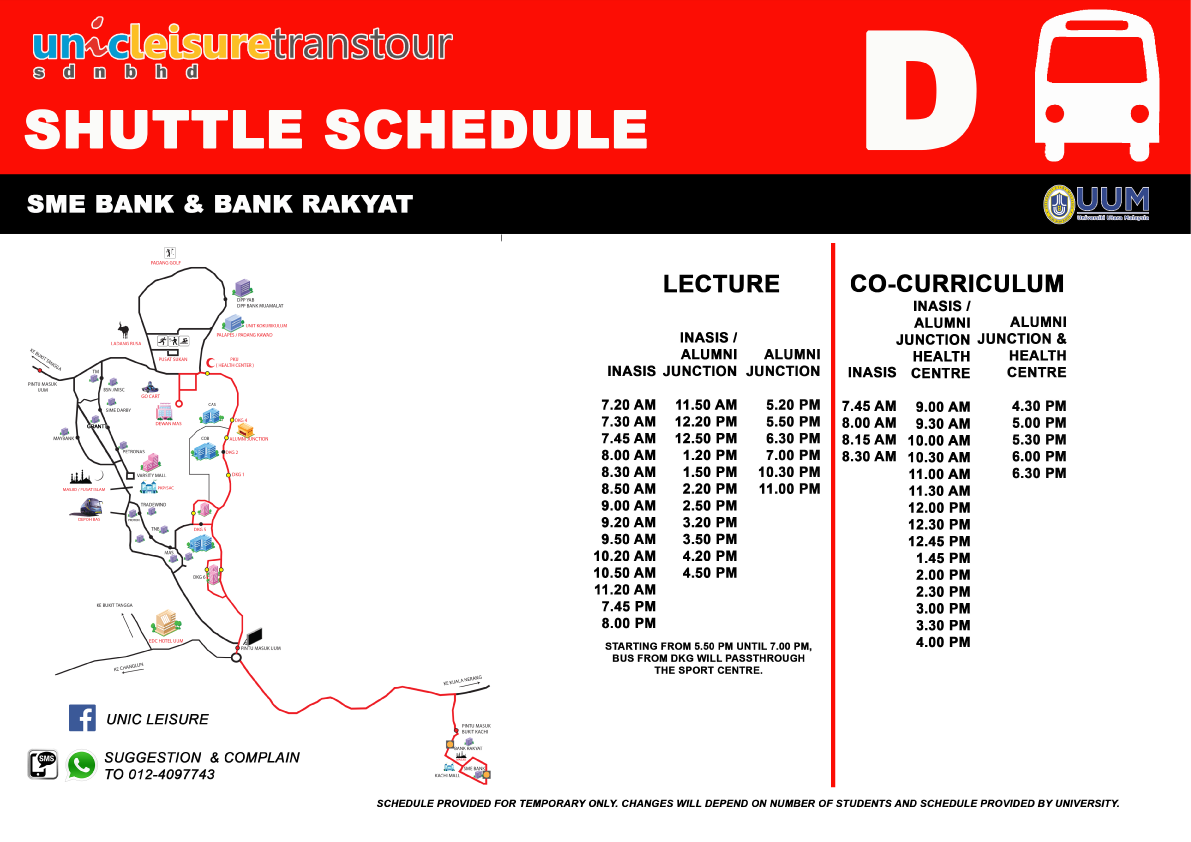 unicleisuretranstour
sdnbhd
SHUTTLE SCHEDULE
D
SME BANK & BANK RAKYAT
UUM
Universiti Utara Malaysia
PADANG GOLF
DPP YAB
DPP BANK MUAMALAT
UNIT KOKURIKULUM
PALAPES / PADANG KAWAD
LADANG RUSA
PUSAT SUKAN
PKU
( HEALTH CENTER )
KE BUKIT TANGGA
PINTU MASUK
UUM
TM
BSN /MISC
GO CART
SIME DARBY
DEWAN MAS
CAS
DKG 4
GRANTT
ALUMNI JUNCTION
MAYBANK
COB
DKG 2
PETRONAS
VARSITY MALL
DKG 1
MASJID / PUSAT ISLAM
PAYSAC
TRADEWIND
PROTON
DEPOH BAS
TNB
DKG 5
MAS
DKG 6
KE BUKIT TANGGA
EDC HOTEL UUM
PINTU MASUK UUM
KE CHANGLUN
KE KUALA NERANG
PINTU MASUK
BUKIT KACHI
BANK RAKYAT
KACHI MALL
SME BANK
UNIC LEISURE
SMS
SUGGESTION & COMPLAIN
TO 012-4097743
LECTURE
INASIS
7.20 AM
7.30 AM
7.45 AM
8.00 AM
8.30 AM
8.50 AM
9.00 AM
9.20 AM
9.50 AM
10.20 AM
10.50 AM
11.20 AM
7.45 PM
8.00 PM
INASIS /
ALUMNI
JUNCTION
11.50 AM
12.20 PM
12.50 PM
1.20 PM
1.50 PM
2.20 PM
2.50 PM
3.20 PM
3.50 PM
4.20 PM
4.50 PM
ALUMNI
JUNCTION
5.20 PM
5.50 PM
6.30 PM
7.00 PM
10.30 PM
11.00 PM
STARTING FROM 5.50 PM UNTIL 7.00 PM,
BUS FROM DKG WILL PASSTHROUGH
THE SPORT CENTRE.
CO-CURRICULUM
INASIS
7.45 AM
8.00 AM
8.15 AM
8.30 AM
INASIS /
ALUMNI
JUNCTION
HEALTH
CENTRE
9.00 AM
9.30 AM
10.00 AM
10.30 AM
11.00 AM
11.30 AM
12.00 PM
12.30 PM
12.45 PM
1.45 PM
2.00 PM
2.30 PM
3.00 PM
3.30 PM
4.00 PM
ALUMNI
JUNCTION &
HEALTH
CENTRE
4.30 PM
5.00 PM
5.30 PM
6.00 PM
6.30 PM
SCHEDULE PROVIDED FOR TEMPORARY ONLY. CHANGES WILL DEPEND ON NUMBER OF STUDENTS AND SCHEDULE PROVIDED BY UNIVERSITY.